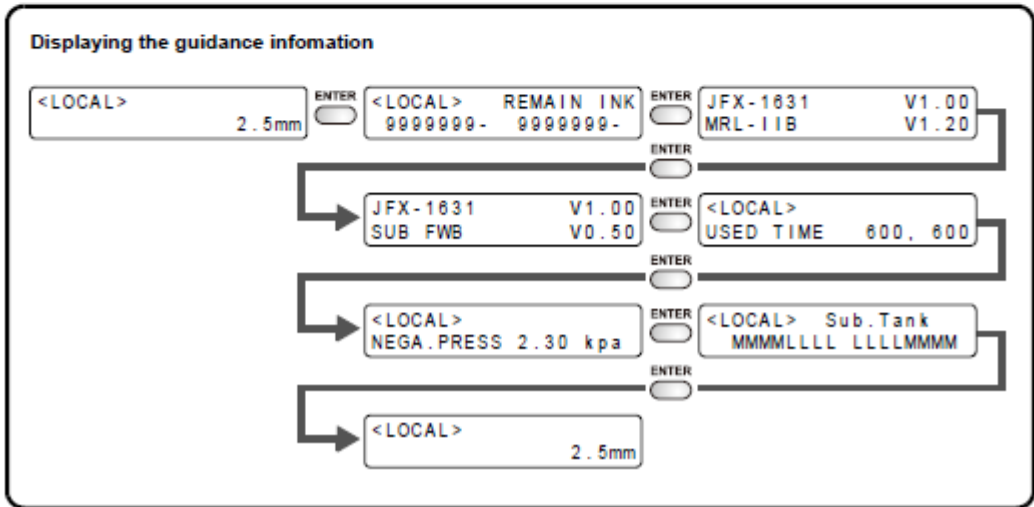 Displaying the guidance infomation
<LOCAL>
2.5mm
ENTER
<LOCAL> REMAIN INK
9999999- 9999999-
ENTER
JFX-1631 V1.00
MRL-IIB V1.20
ENTER
JFX-1631 V1.00
SUB FWB V0.50
ENTER
<LOCAL>
USED TIME 600, 600
ENTER
<LOCAL>
NEGA.PRESS 2.30 kpa
ENTER
<LOCAL> Sub.Tank
MMMMLLLL LLLLMMMM
ENTER
<LOCAL>
2.5mm